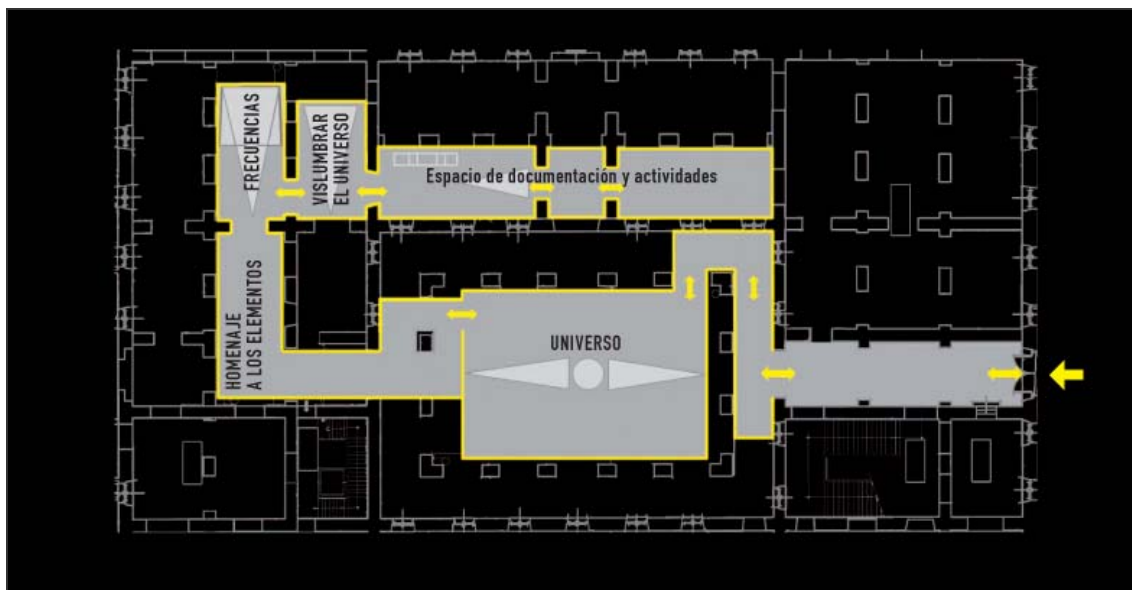 FRECUENCIAS
VISLUMBRAR
EL UNIVERSO
Espacio de documentación y actividades
HOMENAJE
A LOS ELEMENTOS
UNIVERSO